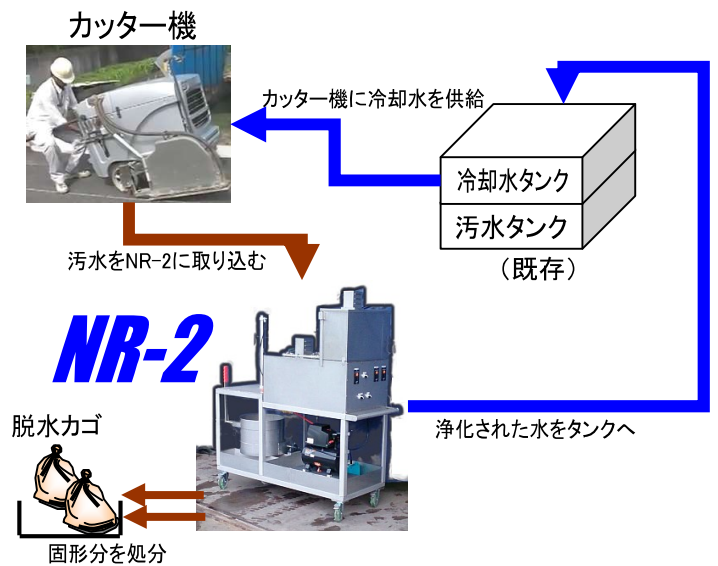 カッター機
カッター機に冷却水を供給
冷却水タンク
汚水タンク
（既存）
汚水をNR-2に取り込む
NR-2
浄化された水をタンクへ
脱水カゴ
固形分を処分